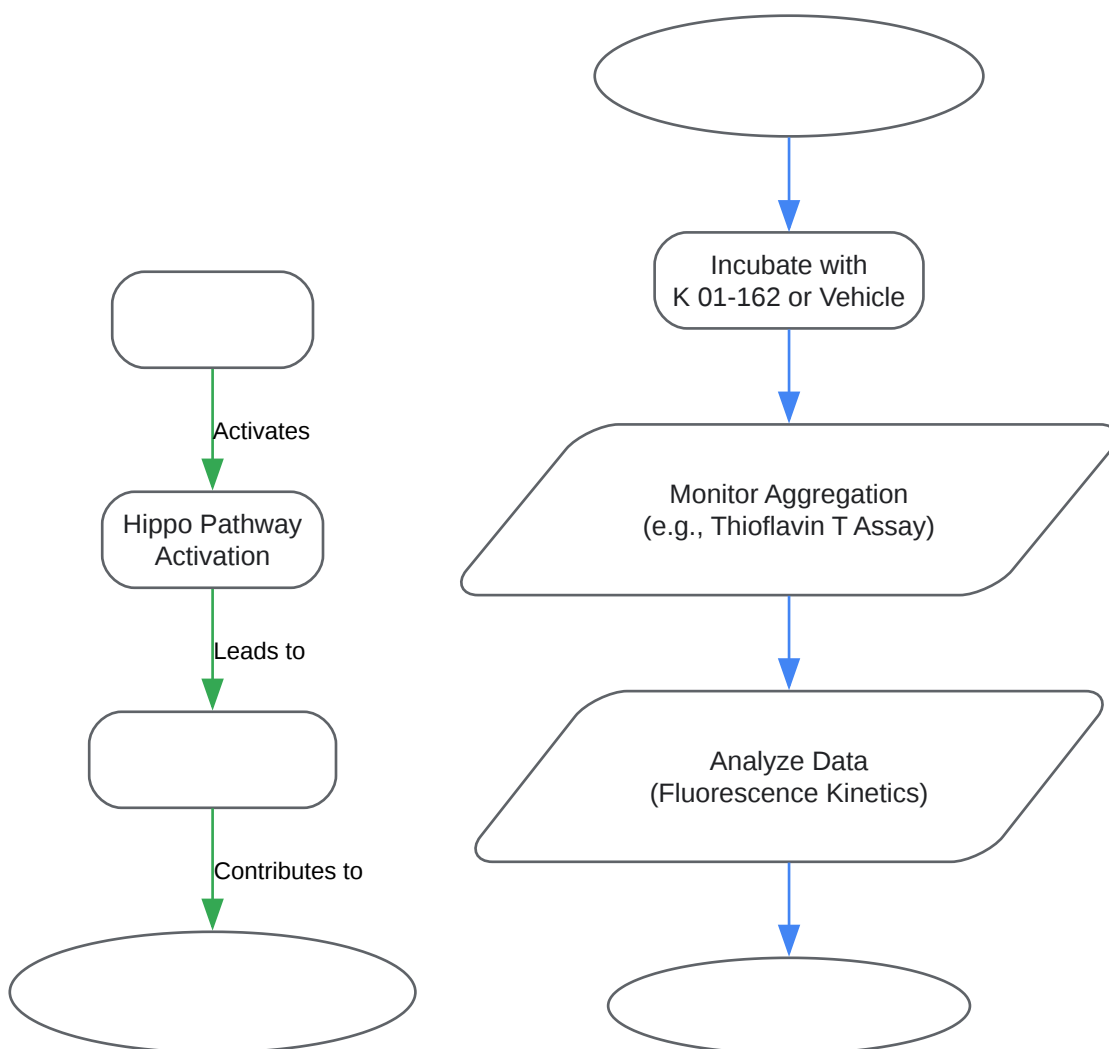 Activates
Hippo Pathway
Activation
Leads to
Contributes to
Incubate with
K 01-162 or Vehicle
Monitor Aggregation
(e.g., Thioflavin T Assay)
Analyze Data
(Fluorescence Kinetics)